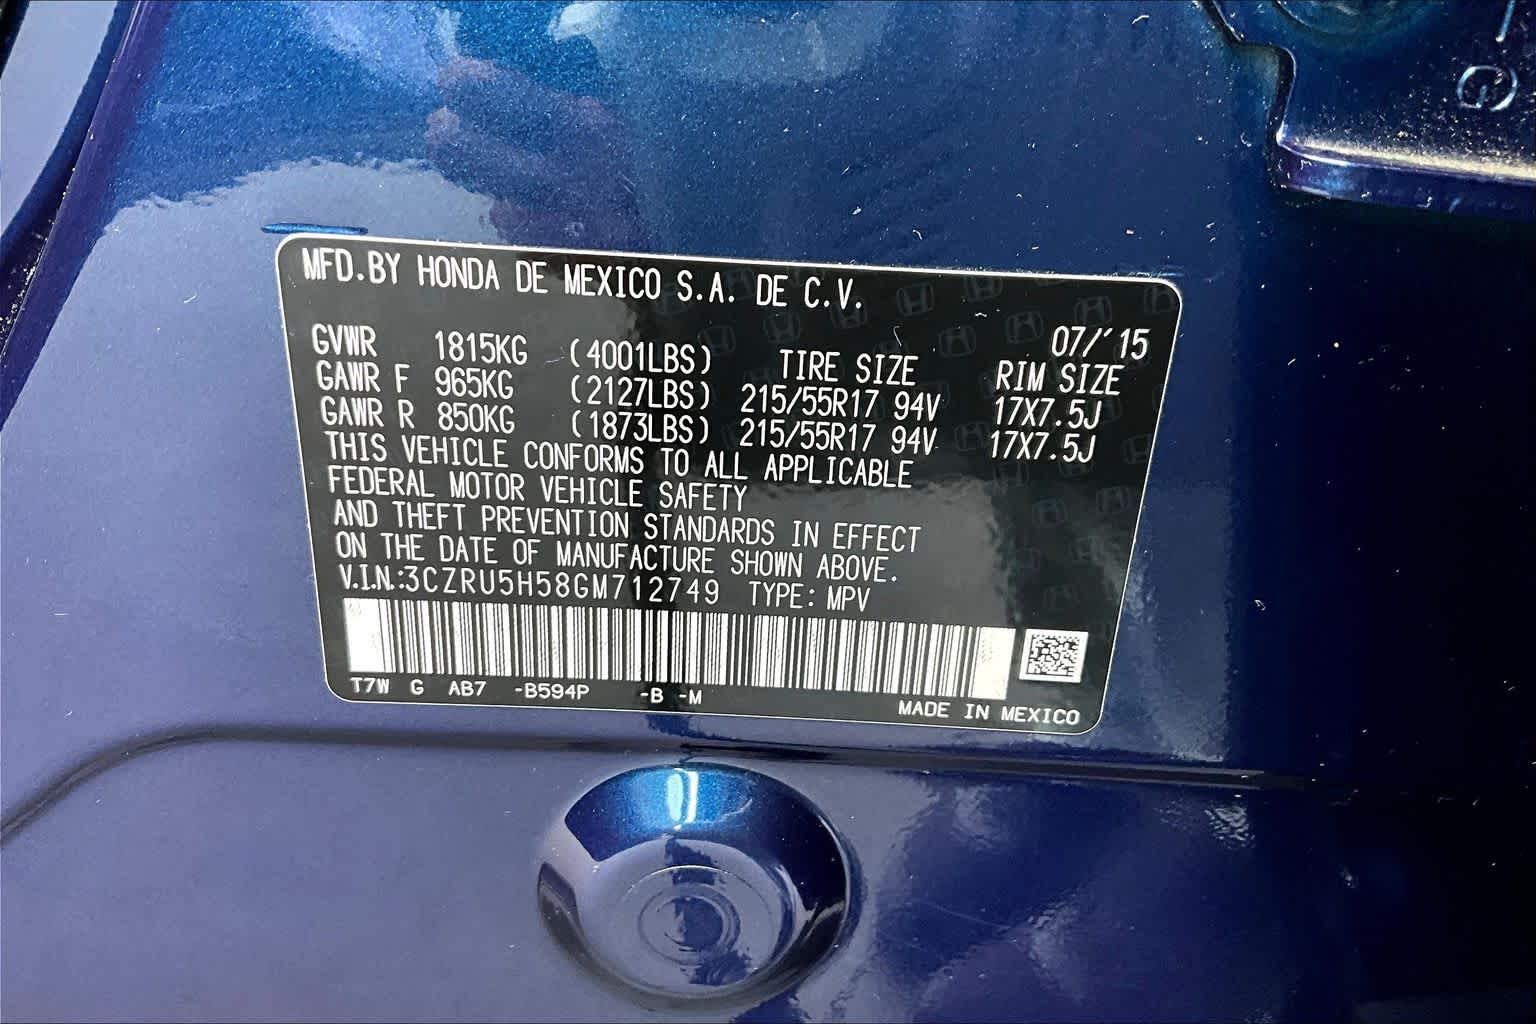 MFD.BY HONDA DE MEXICO S.A. DE C.V.
07/'15
GVWR 1815KG (4001LBS) TIRE SIZE RIM SIZE
GAWR F 965KG (2127LBS) 215/55R17 94V 17X7.5J
GAWR R 850KG (1873LBS) 215/55R17 94V 17X7.5J
THIS VEHICLE CONFORMS TO ALL APPLICABLE
FEDERAL MOTOR VEHICLE SAFETY
AND THEFT PREVENTION STANDARDS IN EFFECT
ON THE DATE OF MANUFACTURE SHOWN ABOVE.
V.I.N.:3CZRU5H58GM712749 TYPE: MPV
T7W G AB7 -B594P -B -M
MADE IN MEXICO